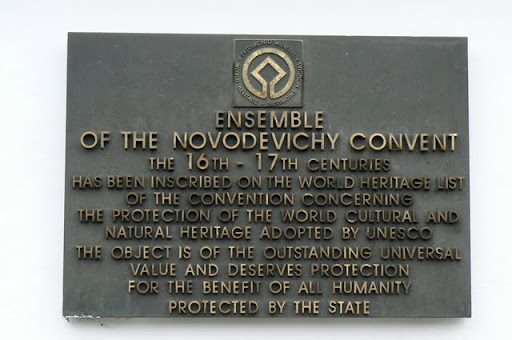 ENSEMBLE
OF THE NOVODEVICHY CONVENT
THE 16TH - 17TH CENTURIES
HAS BEEN INSCRIBED ON THE WORLD HERITAGE LIST
OF THE CONVENTION CONCERNING
THE PROTECTION OF THE WORLD CULTURAL AND
NATURAL HERITAGE ADOPTED BY UNESCO
THE OBJECT IS OF THE OUTSTANDING UNIVERSAL
VALUE AND DESERVES PROTECTION
FOR THE BENEFIT OF ALL HUMANITY
PROTECTED BY THE STATE